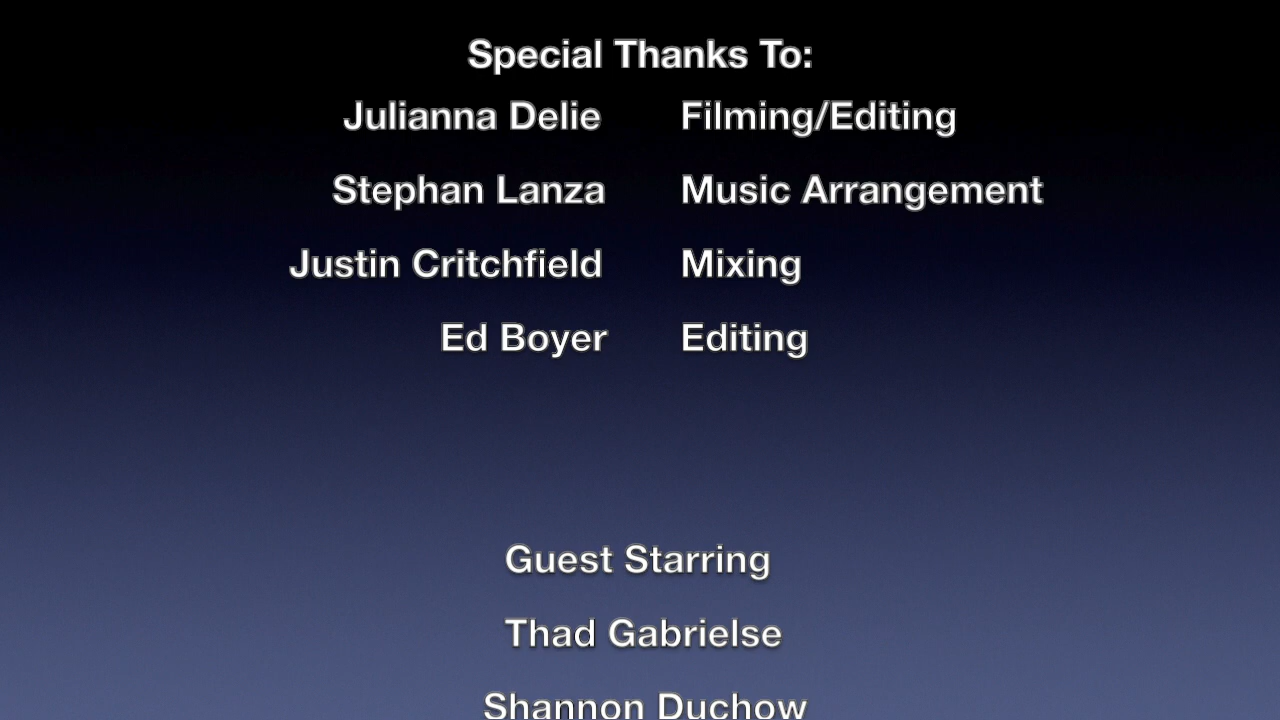 Special Thanks To:
Julianna Delie Filming/Editing
Stephan Lanza Music Arrangement
Justin Critchfield Mixing
Ed Boyer Editing
Guest Starring
Thad Gabrielse
Shannon Duchow